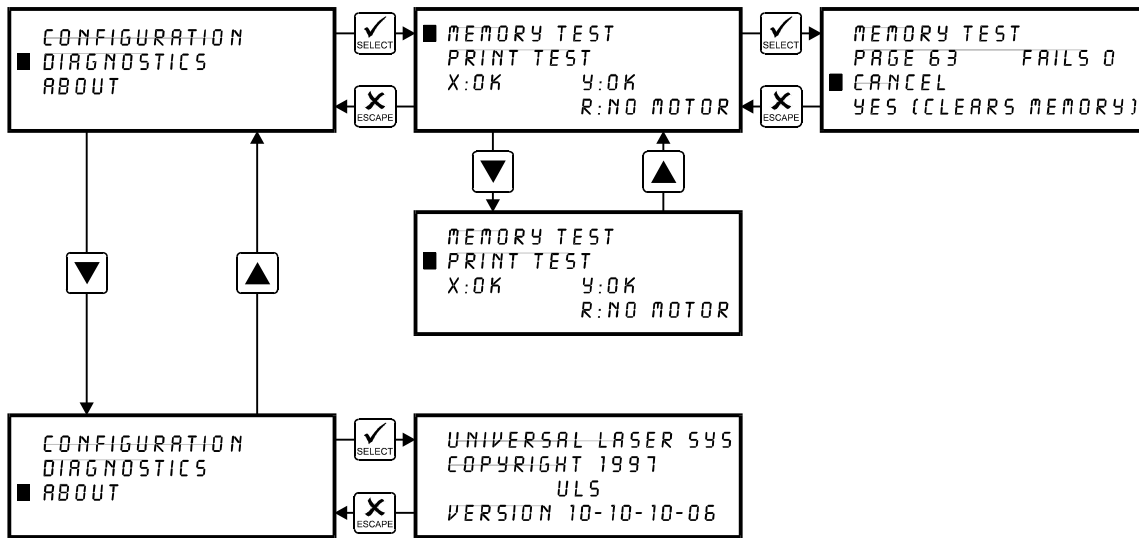 CONFIGURATION
DIAGNOSTICS
ABOUT
SELECT
ESCAPE
MEMORY TEST
PRINT TEST
X:OK Y:OK
R:NO MOTOR
SELECT
ESCAPE
MEMORY TEST
PAGE 63 FAILS 0
CANCEL
YES (CLEARS MEMORY)
MEMORY TEST
PRINT TEST
X:OK Y:OK
R:NO MOTOR
CONFIGURATION
DIAGNOSTICS
ABOUT
SELECT
ESCAPE
UNIVERSAL LASER SYS
COPYRIGHT 1997
ULS
VERSION 10-10-10-06